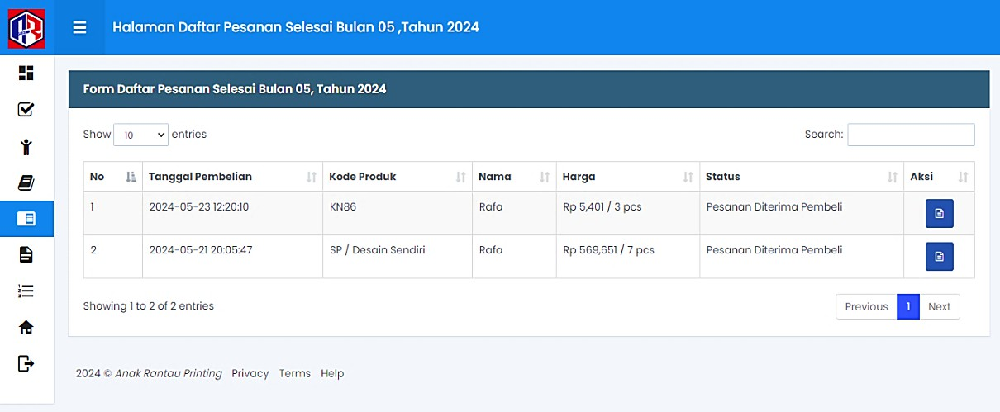 Halaman Daftar Pesanan Selesai Bulan 05 ,Tahun 2024
Form Daftar Pesanan Selesai Bulan 05, Tahun 2024
Show 10 entries Search:
No Tanggal Pembelian Kode Produk Nama Harga Status Aksi
1 2024-05-23 12:20:10 KN86 Rafa Rp 5,401 / 3 pcs Pesanan Diterima Pembeli
2 2024-05-21 20:05:47 SP / Desain Sendiri Rafa Rp 569,651 / 7 pcs Pesanan Diterima Pembeli
Showing 1 to 2 of 2 entries Previous 1 Next
2024 © Anak Rantau Printing Privacy Terms Help